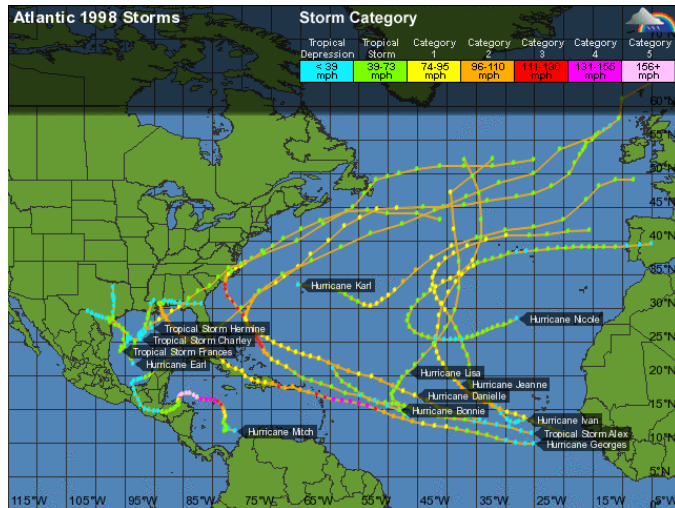 Atlantic 1998 Storms
Storm Category
Tropical Depression
Tropical Storm
Category 1
Category 2
Category 3
Category 4
Category 5
< 39 mph
39-73 mph
74-95 mph
96-110 mph
111-130 mph
131-155 mph
156+ mph
60°N
55°N
50°N
45°N
40°N
35°N
30°N
25°N
20°N
15°N
10°N
5°N
Hurricane Karl
Hurricane Nicole
Tropical Storm Hermine
Tropical Storm Charley
Tropical Storm Frances
Hurricane Earl
Hurricane Lisa
Hurricane Jeanne
Hurricane Danielle
Hurricane Bonnie
Hurricane Ivan
Tropical Storm Alex
Hurricane Georges
Hurricane Mitch
115°W
105°W
95°W
85°W
75°W
65°W
55°W
45°W
35°W
25°W
15°W
5°W